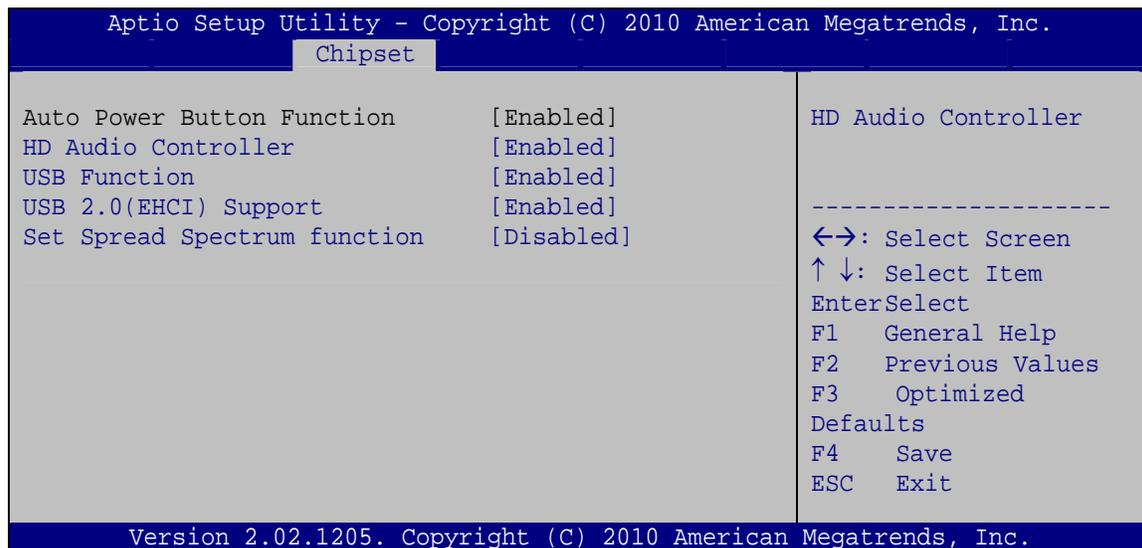 Aptio Setup Utility – Copyright (C) 2010 American Megatrends, Inc.
Chipset
Auto Power Button Function [Enabled]
HD Audio Controller [Enabled]
USB Function [Enabled]
USB 2.0(EHCI) Support [Enabled]
Set Spread Spectrum function [Disabled]
HD Audio Controller
---------------------
←→: Select Screen
↑ ↓: Select Item
EnterSelect
F1 General Help
F2 Previous Values
F3 Optimized
Defaults
F4 Save
ESC Exit
Version 2.02.1205. Copyright (C) 2010 American Megatrends, Inc.